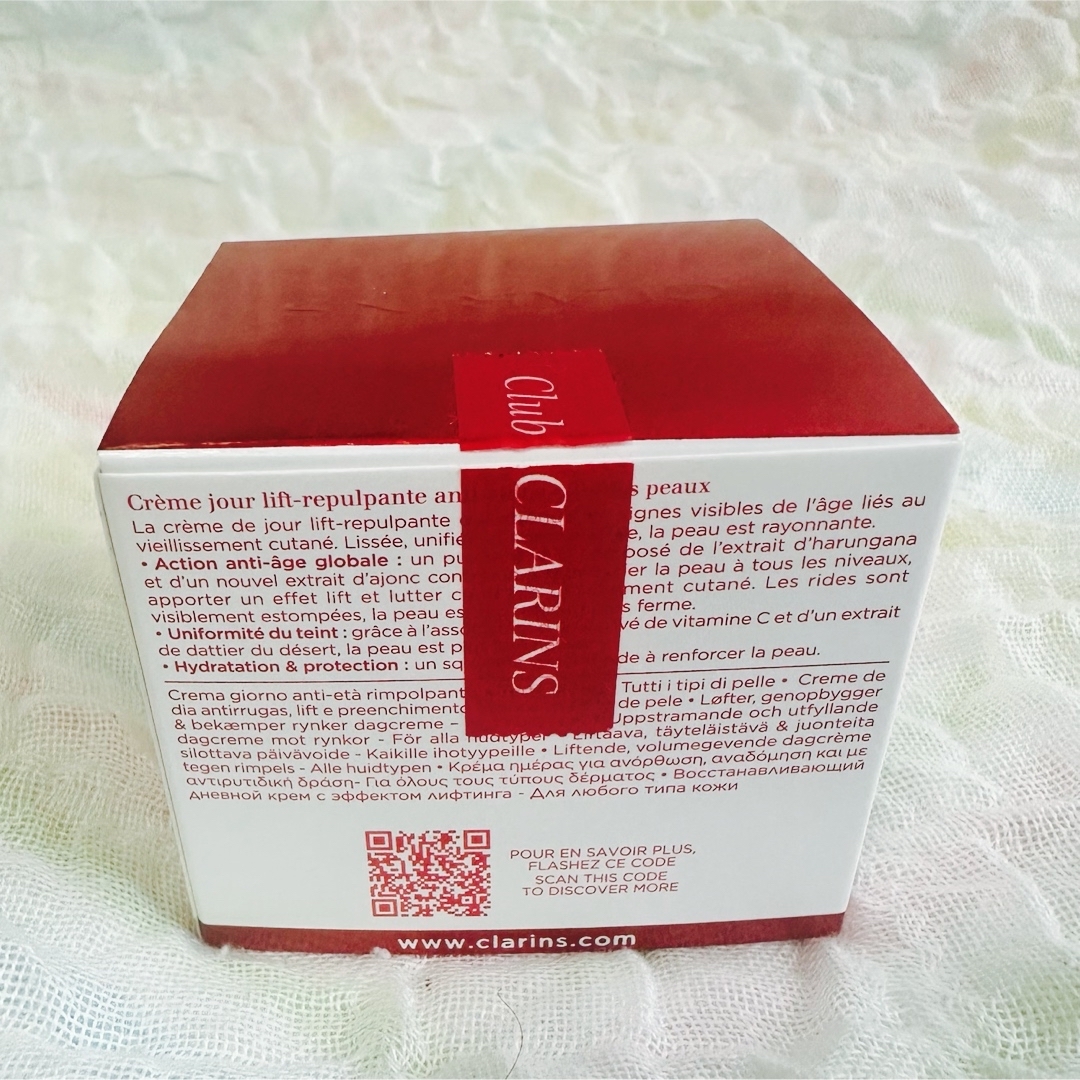 Club
CLARINS
Crème jour lift-repulpante an s peaux
La crème de jour lift-repulpante ignes visibles de l'âge liés au
vieillissement cutané. Lissée, unifié e, la peau est rayonnante.
• Action anti-âge globale : un pu posé de l'extrait d'harungana
et d'un nouvel extrait d'ajonc con er la peau à tous les niveaux,
apporter un effet lift et lutter c ment cutané. Les rides sont
visiblement estompées, la peau es s ferme.
• Uniformité du teint : grâce à l'asso vé de vitamine C et d'un extrait
de dattier du désert, la peau est p
• Hydratation & protection : un sq de à renforcer la peau.
Crema giorno anti-età rimpolpant Tutti i tipi di pelle • Creme de
dia antirrugas, lift e preenchimento de pele • Løfter, genopbygger
& bekæmper rynker dagcreme - Uppstramande och utfyllande
dagcreme mot rynkor - För alla hudtyper • Liftaava, täyteläistävä & juonteita
silottava päivävoide - Kaikille ihotyypeille • Liftende, volumegevende dagcrème
tegen rimpels - Alle huidtypen • Κρέμα ημέρας για ανόρθωση, αναδόμηση και με
αντιρυτιδική δράση- Για όλους τους τύπους δέρματος • Восстанавливающий
дневной крем с эффектом лифтинга - Для любого типа кожи
POUR EN SAVOIR PLUS,
FLASHEZ CE CODE
SCAN THIS CODE
TO DISCOVER MORE
www.clarins.com